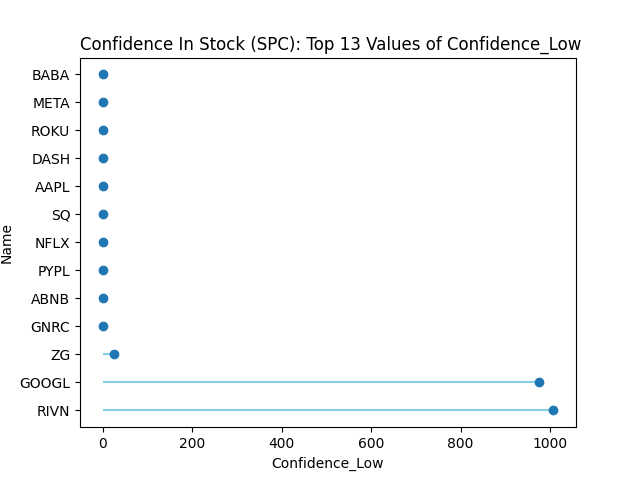 Confidence In Stock (SPC): Top 13 Values of Confidence_Low
BABA
META
ROKU
DASH
AAPL
SQ
NFLX
PYPL
ABNB
GNRC
ZG
GOOGL
RIVN
Name
0 200 400 600 800 1000
Confidence_Low